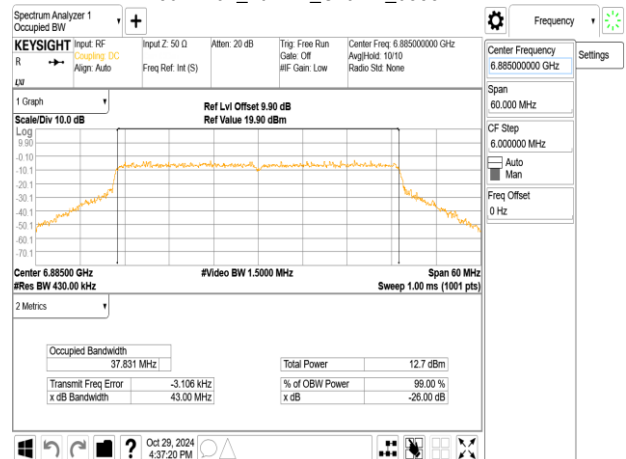 Spectrum Analyzer 1
Occupied BW
Frequency
KEYSIGHT
R
Input: RF
Coupling: DC
Align: Auto
Input Z: 50 Ω
Freq Ref: Int (S)
Atten: 20 dB
Trig: Free Run
Gate: Off
#IF Gain: Low
Center Freq: 6.885000000 GHz
Avg|Hold: 10/10
Radio Std: None
Center Frequency
6.885000000 GHz
Settings
Span
60.000 MHz
CF Step
6.000000 MHz
Auto
Man
Freq Offset
0 Hz
1 Graph
Scale/Div 10.0 dB
Ref Lvl Offset 9.90 dB
Ref Value 19.90 dBm
Log
9.90
-0.10
-10.1
-20.1
-30.1
-40.1
-50.1
-60.1
-70.1
Center 6.88500 GHz
#Video BW 1.5000 MHz
Span 60 MHz
#Res BW 430.00 kHz
Sweep 1.00 ms (1001 pts)
2 Metrics
Occupied Bandwidth
37.831 MHz
Total Power 12.7 dBm
Transmit Freq Error -3.106 kHz
% of OBW Power 99.00 %
x dB Bandwidth 43.00 MHz
x dB -26.00 dB
?
Oct 29, 2024
4:37:20 PM